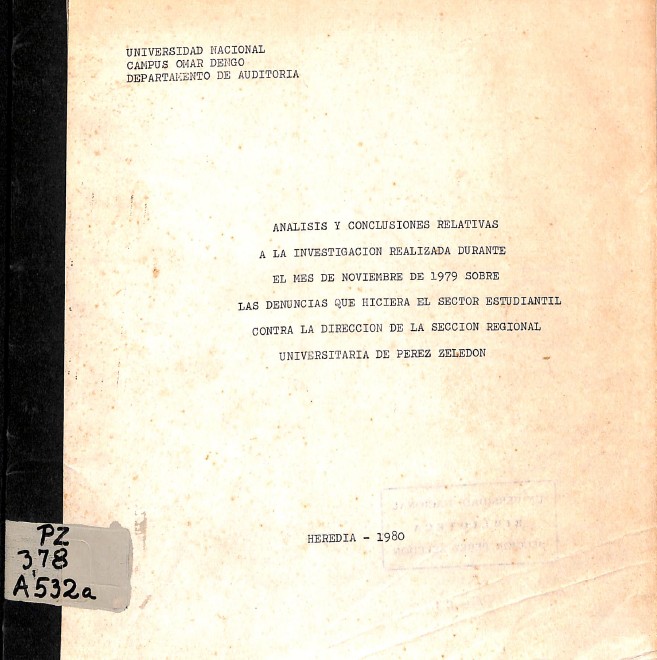 UNIVERSIDAD NACIONAL
CAMPUS OMAR DENGO
DEPARTAMENTO DE AUDITORIA
ANALISIS Y CONCLUSIONES RELATIVAS
A LA INVESTIGACION REALIZADA DURANTE
EL MES DE NOVIEMBRE DE 1979 SOBRE
LAS DENUNCIAS QUE HICIERA EL SECTOR ESTUDIANTIL
CONTRA LA DIRECCION DE LA SECCION REGIONAL
UNIVERSITARIA DE PEREZ ZELEDON
HEREDIA - 1980
PZ
378
A532a